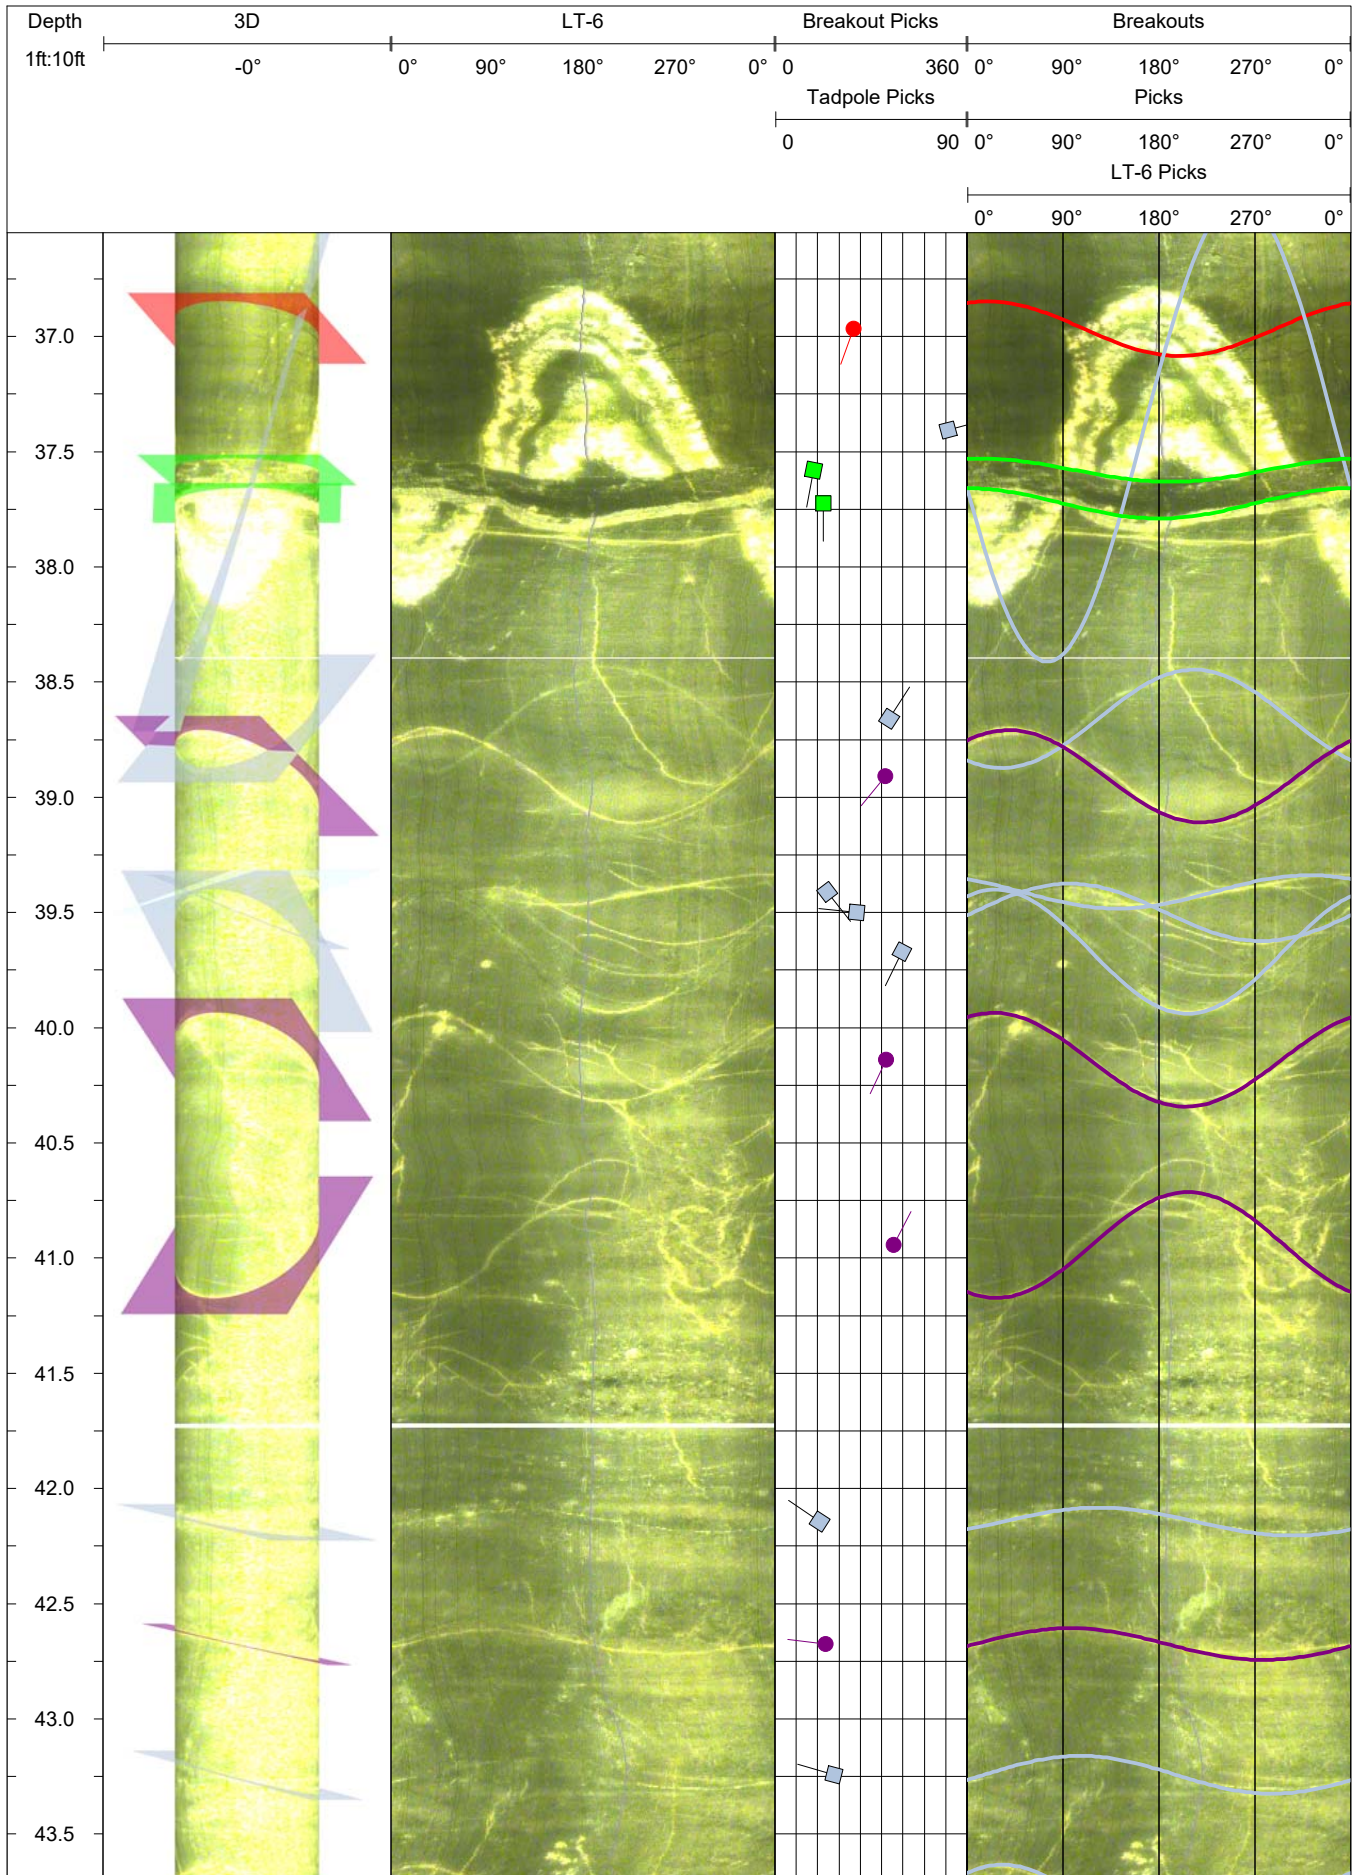 Depth 3D LT-6 Breakout Picks Breakouts
1ft:10ft -0° 0° 90° 180° 270° 0° 0 360 0° 90° 180° 270° 0°
Tadpole Picks Picks
0 90 0° 90° 180° 270° 0°
LT-6 Picks
0° 90° 180° 270° 0°
37.0
37.5
38.0
38.5
39.0
39.5
40.0
40.5
41.0
41.5
42.0
42.5
43.0
43.5